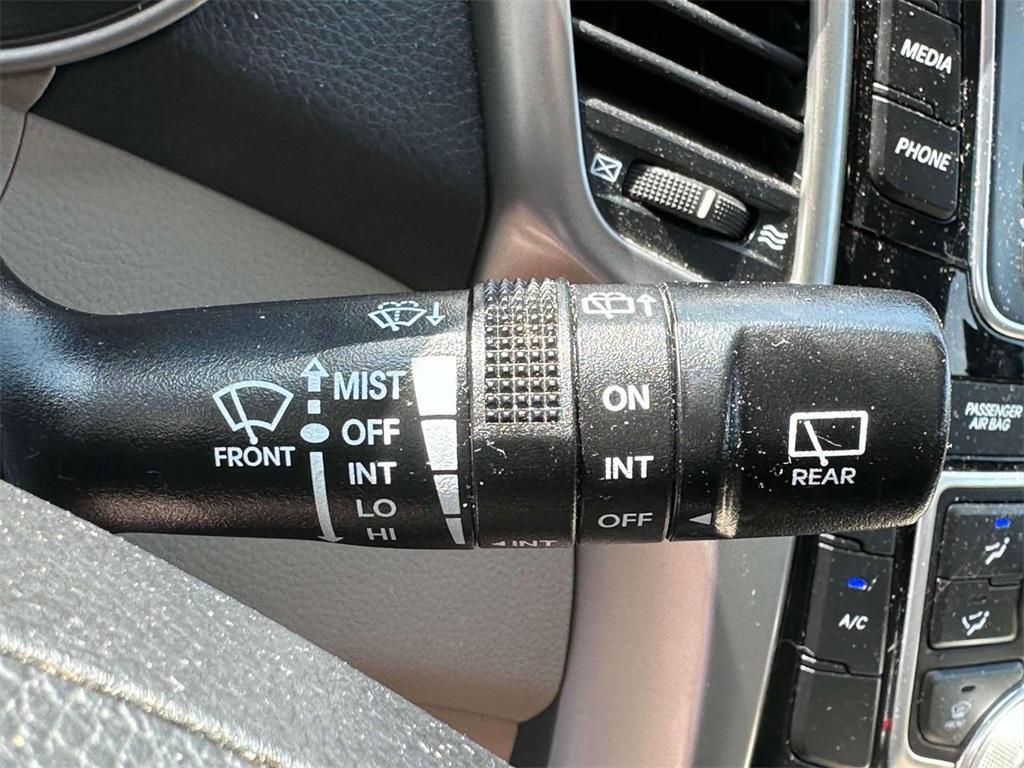 MEDIA
PHONE
MIST
OFF
INT
LO
HI
FRONT
INT
ON
INT
OFF
REAR
PASSENGER
AIR BAG
A/C